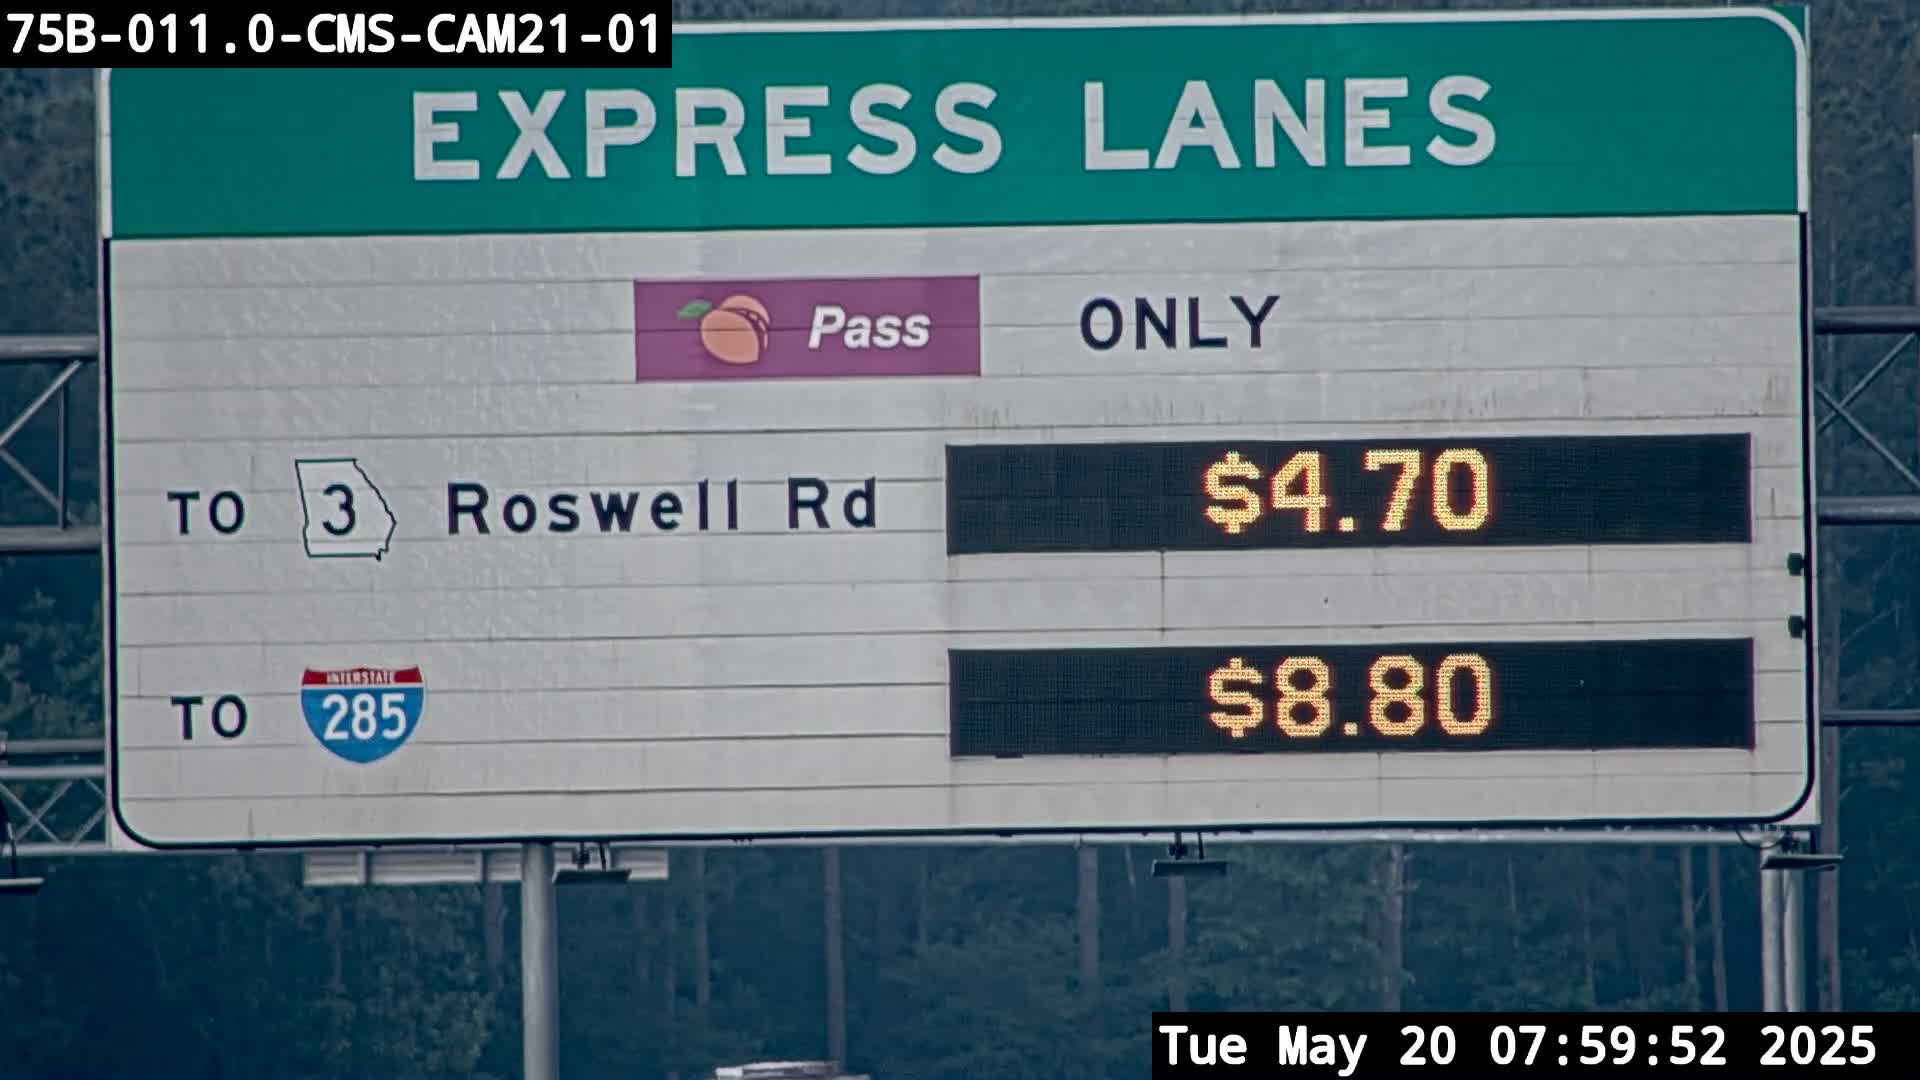 75B-011.0-CMS-CAM21-01
EXPRESS LANES
Pass ONLY
TO 3 Roswell Rd $4.70
TO INTERSTATE 285 $8.80
Tue May 20 07:59:52 2025